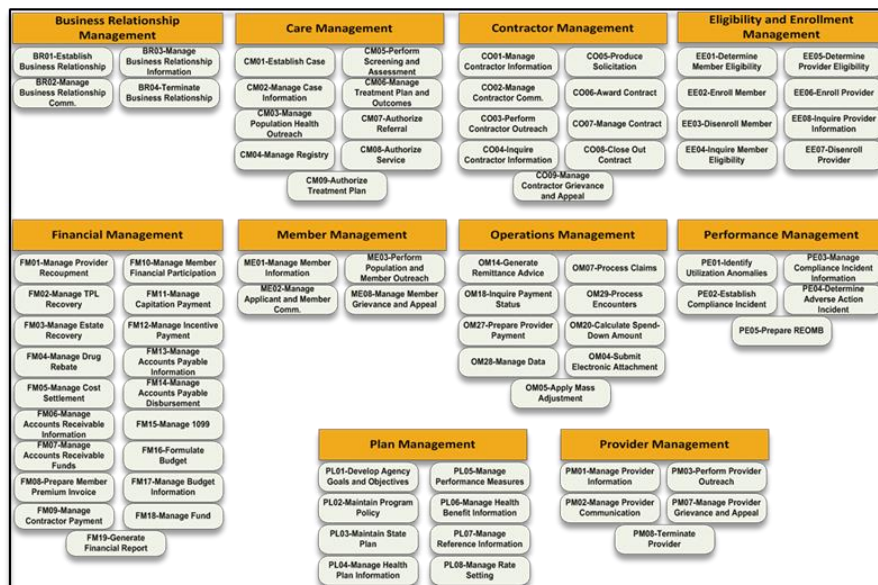 Business Relationship
Management
BR01-Establish
Business Relationship
BR03-Manage
Business Relationship
Information
BR02-Manage
Business Relationship
Comm.
BR04-Terminate
Business Relationship
Care Management
CM01-Establish Case
CM05-Perform
Screening and
Assessment
CM02-Manage Case
Information
CM06-Manage
Treatment Plan and
Outcomes
CM03-Manage
Population Health
Outreach
CM07-Authorize
Referral
CM04-Manage Registry
CM08-Authorize
Service
CM09-Authorize
Treatment Plan
Contractor Management
CO01-Manage
Contractor Information
CO05-Produce
Solicitation
CO02-Manage
Contractor Comm.
CO06-Award Contract
CO03-Perform
Contractor Outreach
CO07-Manage Contract
CO04-Inquire
Contractor Information
CO08-Close Out
Contract
CO09-Manage
Contractor Grievance
and Appeal
Eligibility and Enrollment
Management
EE01-Determine
Member Eligibility
EE05-Determine
Provider Eligibility
EE02-Enroll Member
EE06-Enroll Provider
EE03-Disenroll Member
EE08-Inquire Provider
Information
EE04-Inquire Member
Eligibility
EE07-Disenroll
Provider
Financial Management
FM01-Manage Provider
Recoupment
FM10-Manage Member
Financial Participation
FM02-Manage TPL
Recovery
FM11-Manage
Capitation Payment
FM03-Manage Estate
Recovery
FM12-Manage Incentive
Payment
FM04-Manage Drug
Rebate
FM13-Manage
Accounts Payable
Information
FM05-Manage Cost
Settlement
FM14-Manage
Accounts Payable
Disbursement
FM06-Manage
Accounts Receivable
Information
FM15-Manage 1099
FM07-Manage
Accounts Receivable
Funds
FM16-Formulate
Budget
FM08-Prepare Member
Premium Invoice
FM17-Manage Budget
Information
FM09-Manage
Contractor Payment
FM18-Manage Fund
FM19-Generate
Financial Report
Member Management
ME01-Manage Member
Information
ME03-Perform
Population and
Member Outreach
ME02-Manage
Applicant and Member
Comm.
ME08-Manage Member
Grievance and Appeal
Operations Management
OM14-Generate
Remittance Advice
OM07-Process Claims
OM18-Inquire Payment
Status
OM29-Process
Encounters
OM27-Prepare Provider
Payment
OM20-Calculate Spend-
Down Amount
OM28-Manage Data
OM04-Submit
Electronic Attachment
OM05-Apply Mass
Adjustment
Performance Management
PE01-Identify
Utilization Anomalies
PE03-Manage
Compliance Incident
Information
PE02-Establish
Compliance Incident
PE04-Determine
Adverse Action
Incident
PE05-Prepare REOMB
Plan Management
PL01-Develop Agency
Goals and Objectives
PL05-Manage
Performance Measures
PL02-Maintain Program
Policy
PL06-Manage Health
Benefit Information
PL03-Maintain State
Plan
PL07-Manage
Reference Information
PL04-Manage Health
Plan Information
PL08-Manage Rate
Setting
Provider Management
PM01-Manage Provider
Information
PM03-Perform Provider
Outreach
PM02-Manage Provider
Communication
PM07-Manage Provider
Grievance and Appeal
PM08-Terminate
Provider